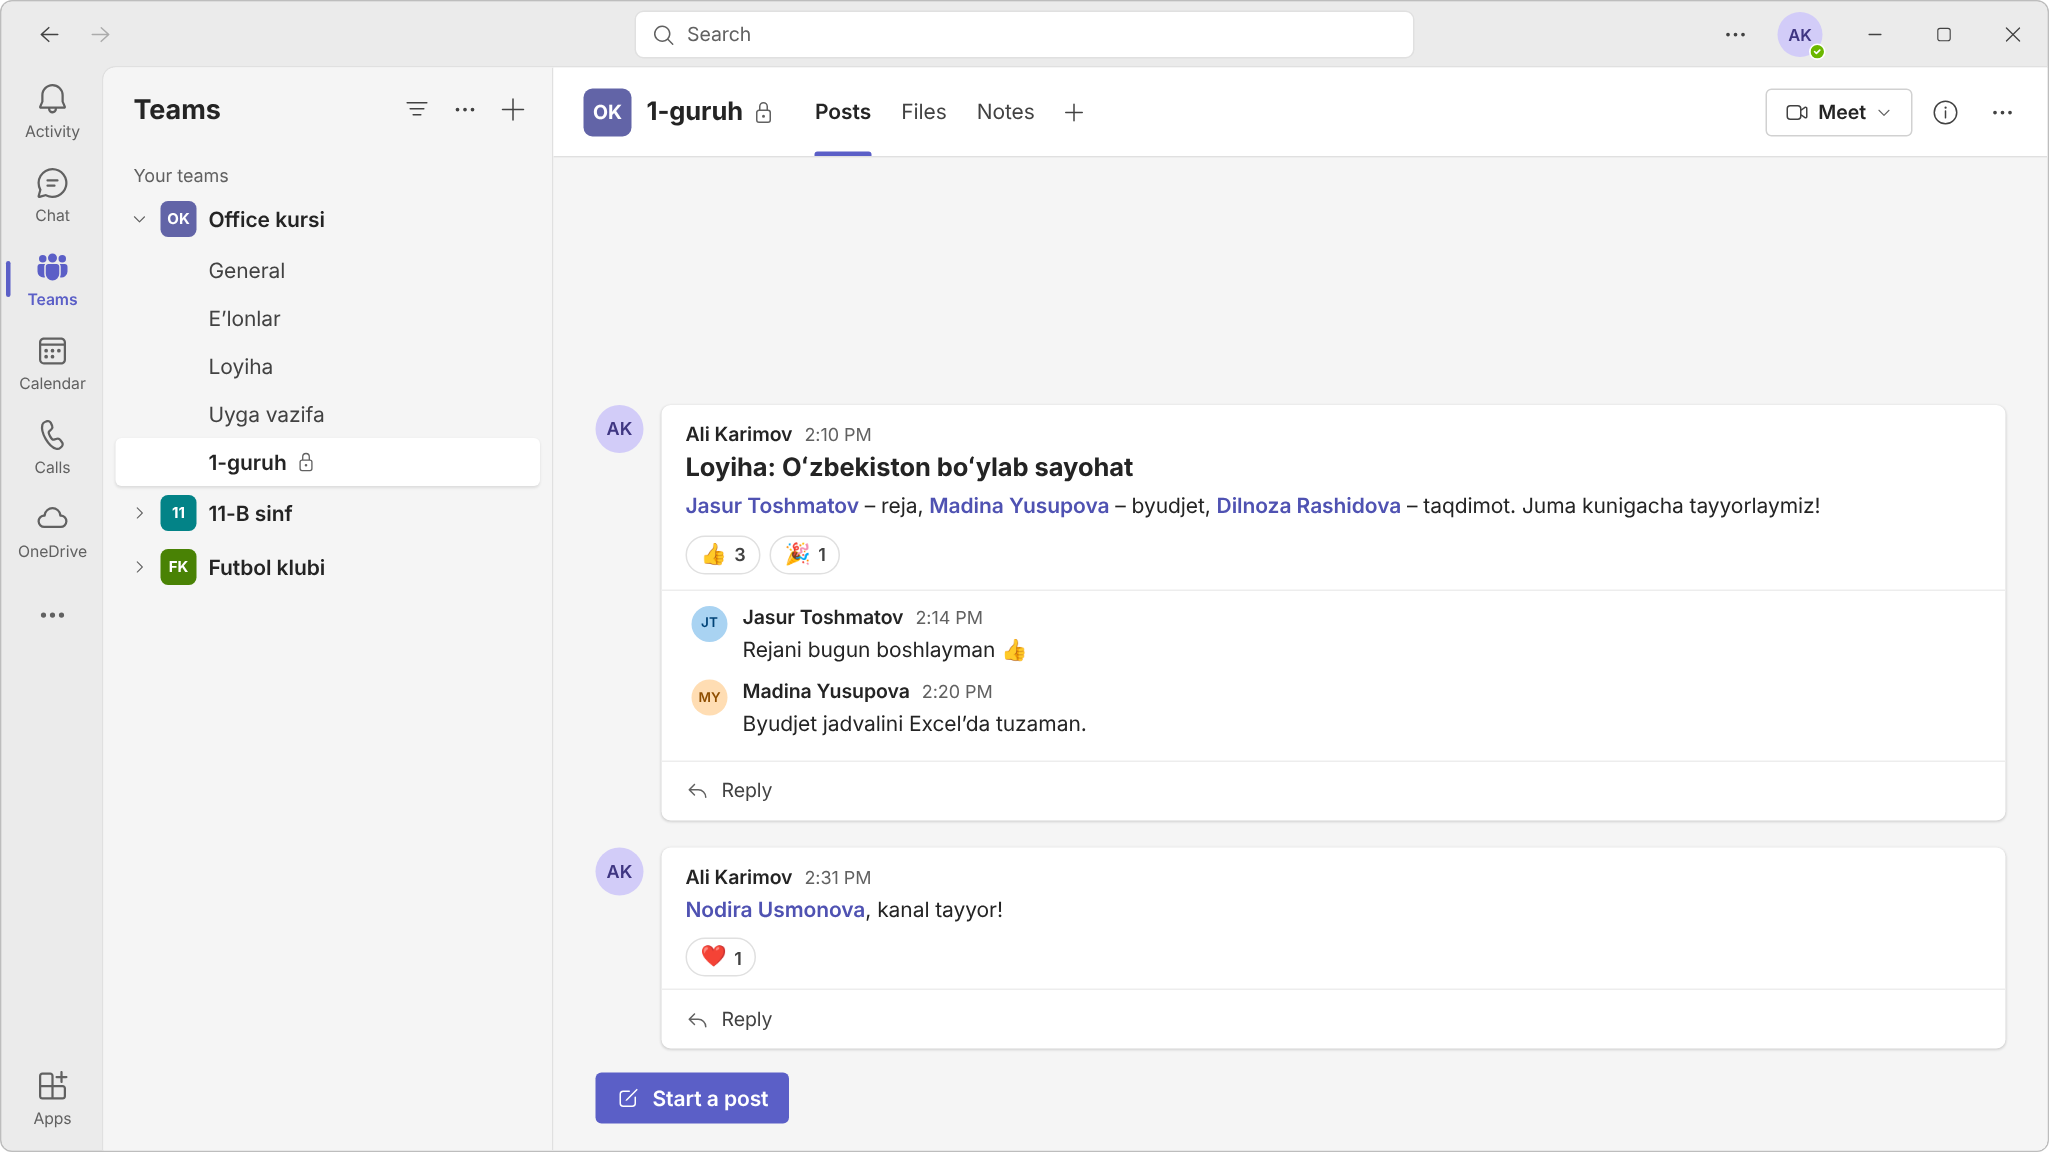 Search
AK
Activity
Chat
Teams
Calendar
Calls
OneDrive
Apps
Teams
Your teams
OK Office kursi
General
E’lonlar
Loyiha
Uyga vazifa
1-guruh
11 11-B sinf
FK Futbol klubi
OK 1-guruh Posts Files Notes Meet
AK Ali Karimov 2:10 PM
Loyiha: Oʻzbekiston boʻylab sayohat
Jasur Toshmatov – reja, Madina Yusupova – byudjet, Dilnoza Rashidova – taqdimot. Juma kunigacha tayyorlaymiz!
👍 3 🎉 1
JT Jasur Toshmatov 2:14 PM
Rejani bugun boshlayman 👍
MY Madina Yusupova 2:20 PM
Byudjet jadvalini Excel’da tuzaman.
Reply
AK Ali Karimov 2:31 PM
Nodira Usmonova, kanal tayyor!
❤️ 1
Reply
Start a post